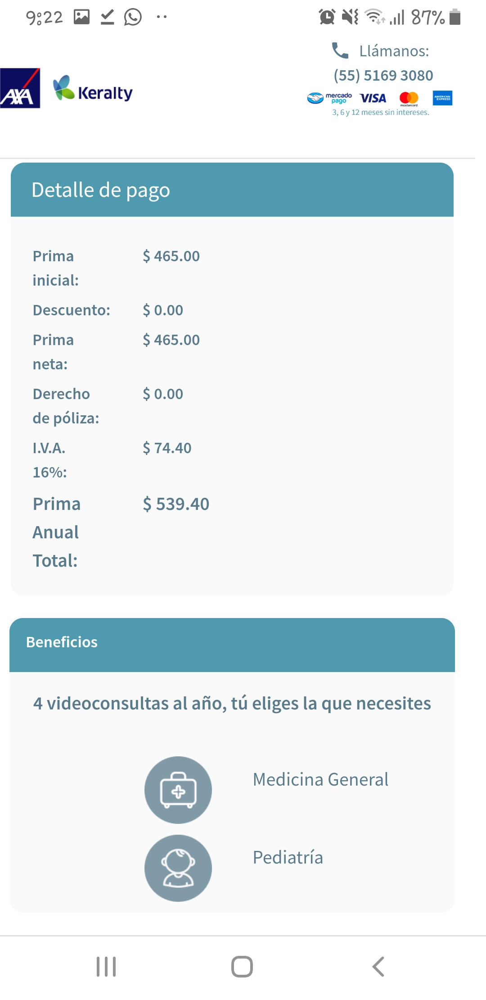 9:22
87%
Llámanos:
(55) 5169 3080
AXA
Keralty
mercado
pago
VISA
mastercard.
AMERICAN
EXPRESS
3, 6 y 12 meses sin intereses.
Detalle de pago
Prima $ 465.00
inicial:
Descuento: $ 0.00
Prima $ 465.00
neta:
Derecho $ 0.00
de póliza:
I.V.A. $ 74.40
16%:
Prima $ 539.40
Anual
Total:
Beneficios
4 videoconsultas al año, tú eliges la que necesites
Medicina General
Pediatría